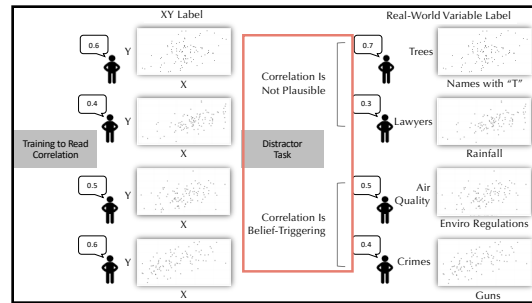 XY Label
Real-World Variable Label
0.6
Y
X
0.7
Trees
Names with “T”
Correlation Is
Not Plausible
0.4
Y
X
0.3
Lawyers
Rainfall
Training to Read
Correlation
Distractor
Task
0.5
Y
X
0.5
Air
Quality
Enviro Regulations
Correlation Is
Belief-Triggering
0.6
Y
X
0.4
Crimes
Guns